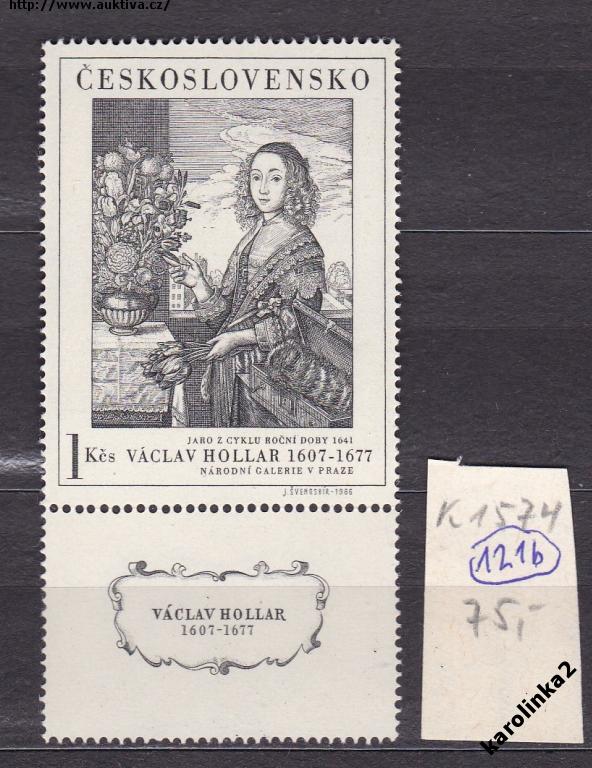 http://www.auktiva.cz/
ČESKOSLOVENSKO
JARO Z CYKLU ROČNÍ DOBY 1641
1 Kčs VÁCLAV HOLLAR 1607-1677
NÁRODNÍ GALERIE V PRAZE
J.ŠVENGSBÍR-1966
VÁCLAV HOLLAR
1607-1677
K1574
1216
75,-
karolinka2